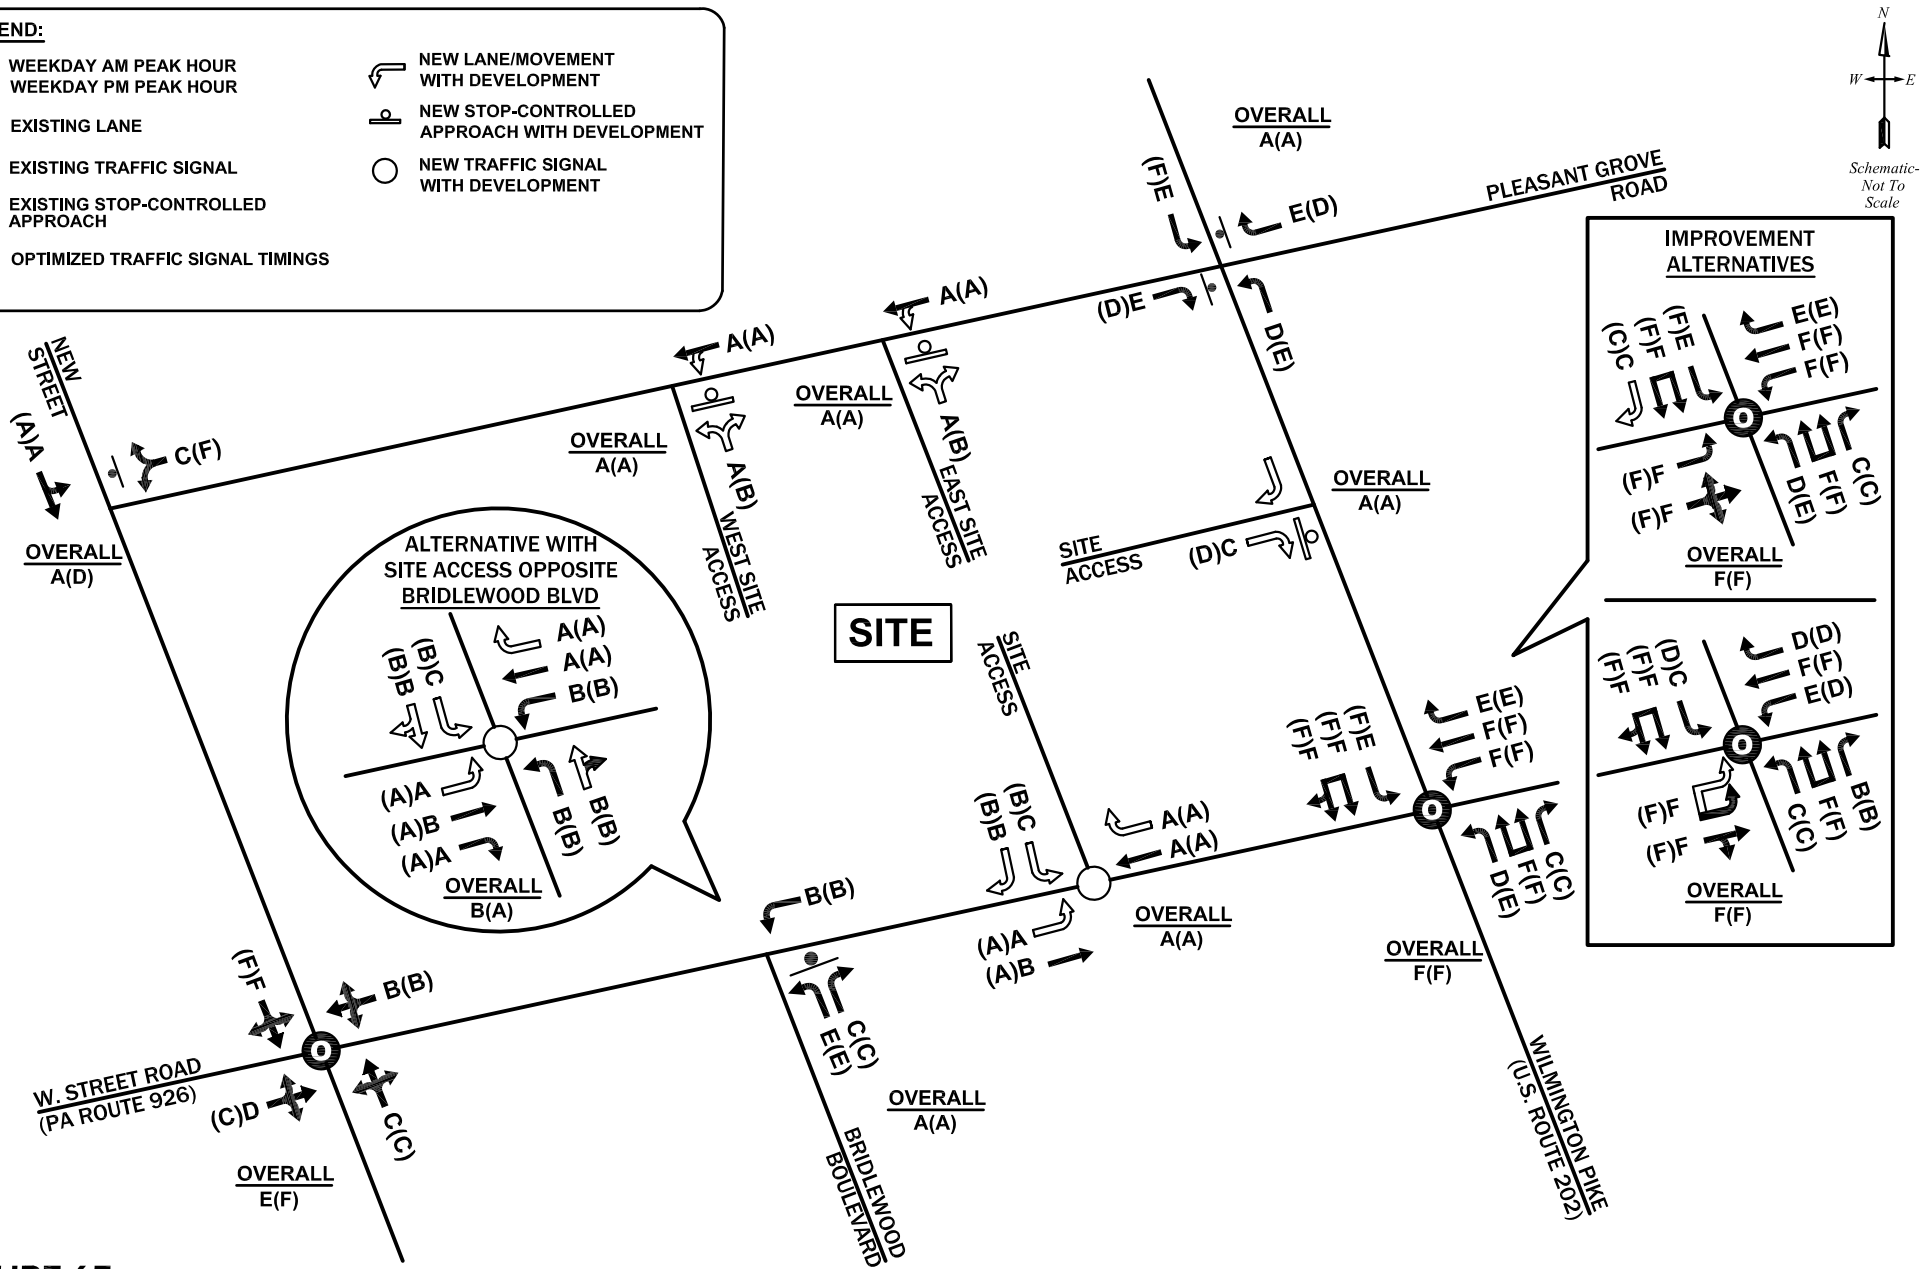 END:
WEEKDAY AM PEAK HOUR
WEEKDAY PM PEAK HOUR
EXISTING LANE
EXISTING TRAFFIC SIGNAL
EXISTING STOP-CONTROLLED
APPROACH
OPTIMIZED TRAFFIC SIGNAL TIMINGS
NEW LANE/MOVEMENT
WITH DEVELOPMENT
NEW STOP-CONTROLLED
APPROACH WITH DEVELOPMENT
NEW TRAFFIC SIGNAL
WITH DEVELOPMENT
N
W
E
Schematic-
Not To
Scale
OVERALL
A(A)
PLEASANT GROVE
ROAD
(F)E
E(D)
(D)E
D(E)
A(A)
A(A)
OVERALL
A(A)
A(B)
EAST SITE
ACCESS
OVERALL
A(A)
A(B)
WEST SITE
ACCESS
NEW
STREET
(A)A
C(F)
OVERALL
A(D)
OVERALL
A(A)
SITE
ACCESS
(D)C
SITE
ALTERNATIVE WITH
SITE ACCESS OPPOSITE
BRIDLEWOOD BLVD
(B)B
(B)C
A(A)
A(A)
B(B)
(A)A
(A)B
(A)A
B(B)
B(B)
OVERALL
B(A)
SITE
ACCESS
(B)B
(B)C
A(A)
A(A)
(A)A
(A)B
OVERALL
A(A)
B(B)
E(E)
C(C)
OVERALL
A(A)
BRIDLEWOOD
BOULEVARD
(F)F
B(B)
(C)D
C(C)
OVERALL
E(F)
W. STREET ROAD
(PA ROUTE 926)
(F)F
(F)F
(F)E
E(E)
F(F)
F(F)
D(E)
F(F)
C(C)
OVERALL
F(F)
WILMINGTON PIKE
(U.S. ROUTE 202)
IMPROVEMENT
ALTERNATIVES
(C)C
(F)F
(F)E
E(E)
F(F)
F(F)
(F)F
(F)F
D(E)
F(F)
C(C)
OVERALL
F(F)
(F)F
(F)F
(D)C
D(D)
F(F)
E(D)
(F)F
(F)F
C(C)
F(F)
B(B)
OVERALL
F(F)